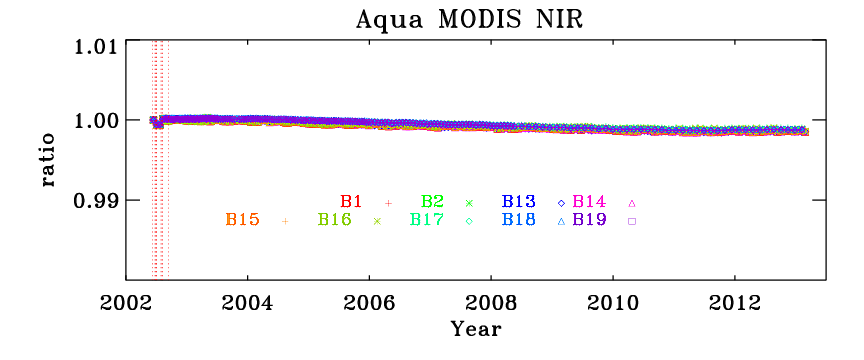 Aqua MODIS NIR
1.01
1.00
0.99
ratio
B1 B2 B13 B14
B15 B16 B17 B18 B19
2002 2004 2006 2008 2010 2012
Year